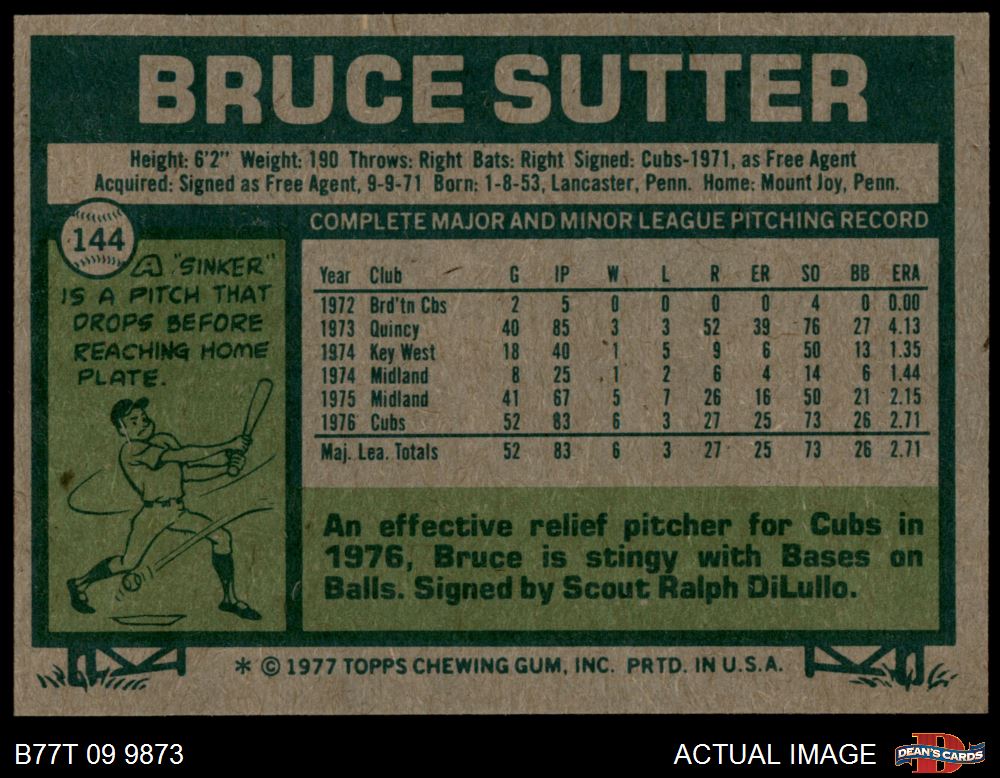 BRUCE SUTTER
Height: 6'2" Weight: 190 Throws: Right Bats: Right Signed: Cubs-1971, as Free Agent
Acquired: Signed as Free Agent, 9-9-71 Born: 1-8-53, Lancaster, Penn. Home: Mount Joy, Penn.
144
A "SINKER"
IS A PITCH THAT
DROPS BEFORE
REACHING HOME
PLATE.
COMPLETE MAJOR AND MINOR LEAGUE PITCHING RECORD
Year Club G IP W L R ER SO BB ERA
1972 Brd'tn Cbs 2 5 0 0 0 0 4 0 0.00
1973 Quincy 40 85 3 3 52 39 76 27 4.13
1974 Key West 18 40 1 5 9 6 50 13 1.35
1974 Midland 8 25 1 2 6 4 14 6 1.44
1975 Midland 41 67 5 7 26 16 50 21 2.15
1976 Cubs 52 83 6 3 27 25 73 26 2.71
Maj. Lea. Totals 52 83 6 3 27 25 73 26 2.71
An effective relief pitcher for Cubs in
1976, Bruce is stingy with Bases on
Balls. Signed by Scout Ralph DiLullo.
* © 1977 TOPPS CHEWING GUM, INC. PRTD. IN U.S.A.
B77T 09 9873
ACTUAL IMAGE
DEAN'S CARDS